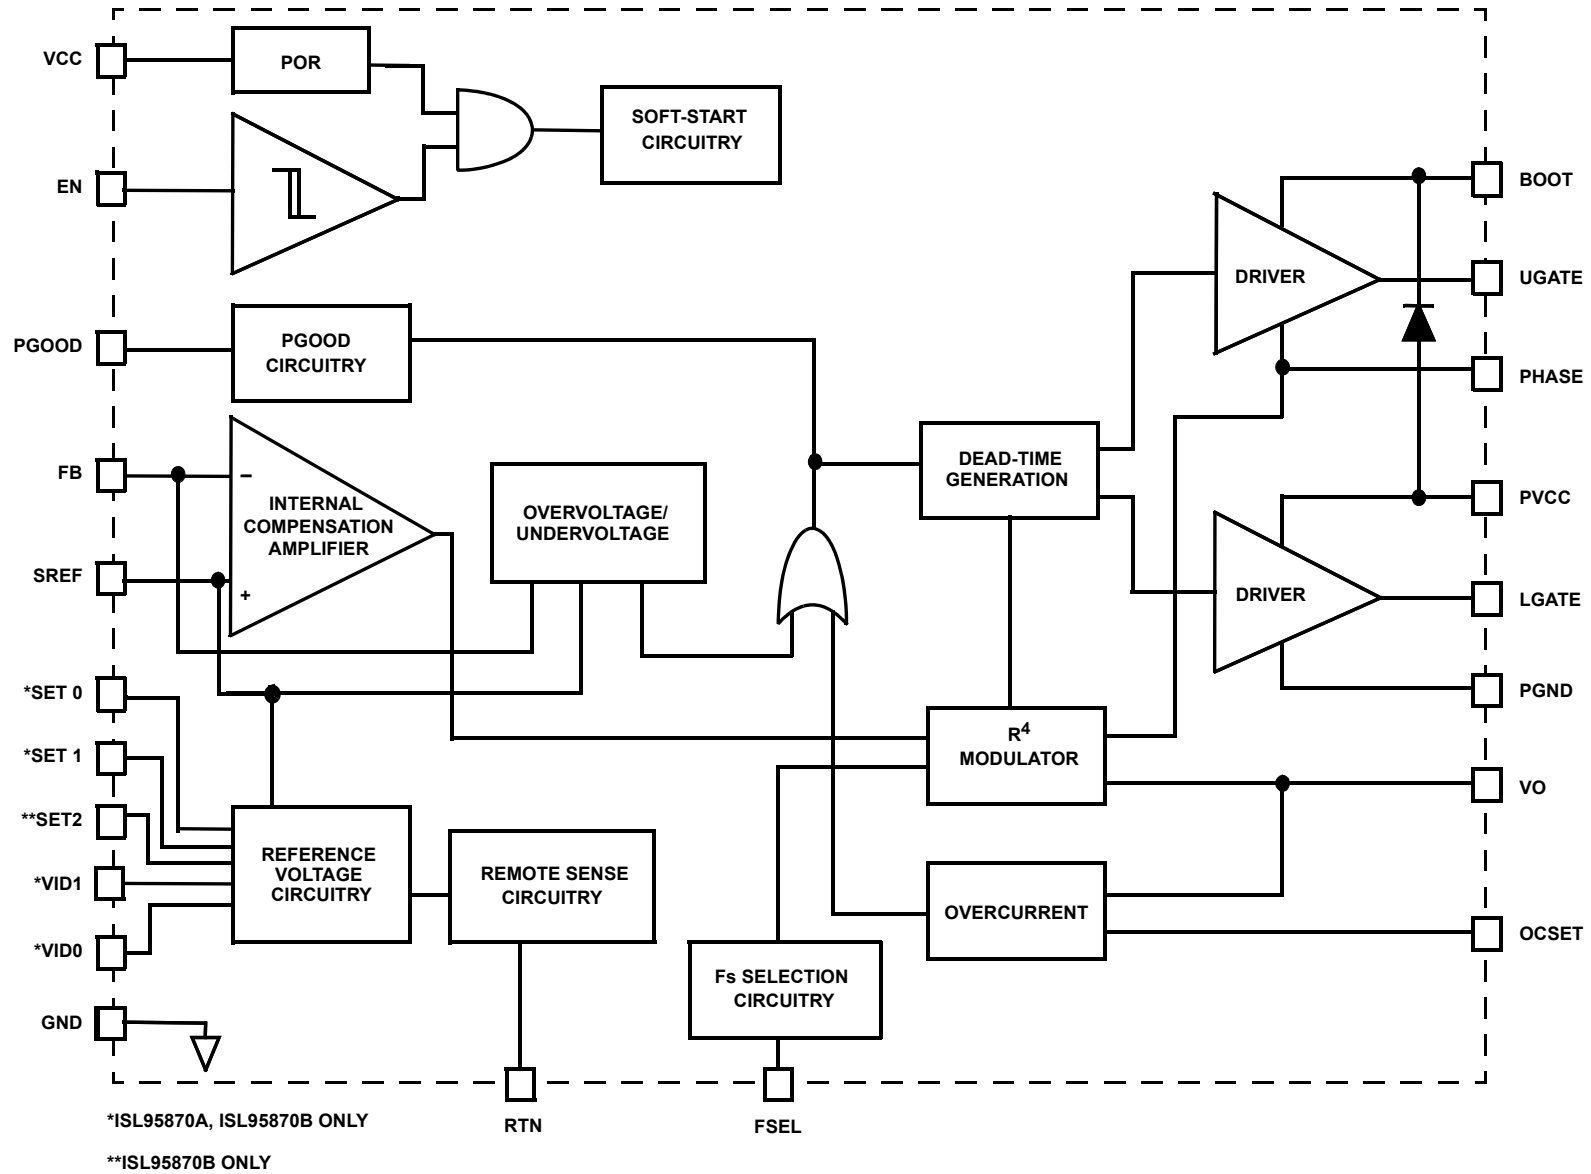 VCC
POR
SOFT-START
CIRCUITRY
EN
BOOT
DRIVER
UGATE
PGOOD
PGOOD
CIRCUITRY
PHASE
FB
−
INTERNAL
COMPENSATION
AMPLIFIER
+
SREF
OVERVOLTAGE/
UNDERVOLTAGE
DEAD-TIME
GENERATION
PVCC
DRIVER
LGATE
*SET 0
PGND
*SET 1
R4
MODULATOR
VO
**SET2
*VID1
REFERENCE
VOLTAGE
CIRCUITRY
REMOTE SENSE
CIRCUITRY
OVERCURRENT
OCSET
*VID0
Fs SELECTION
CIRCUITRY
GND
*ISL95870A, ISL95870B ONLY
RTN
FSEL
**ISL95870B ONLY